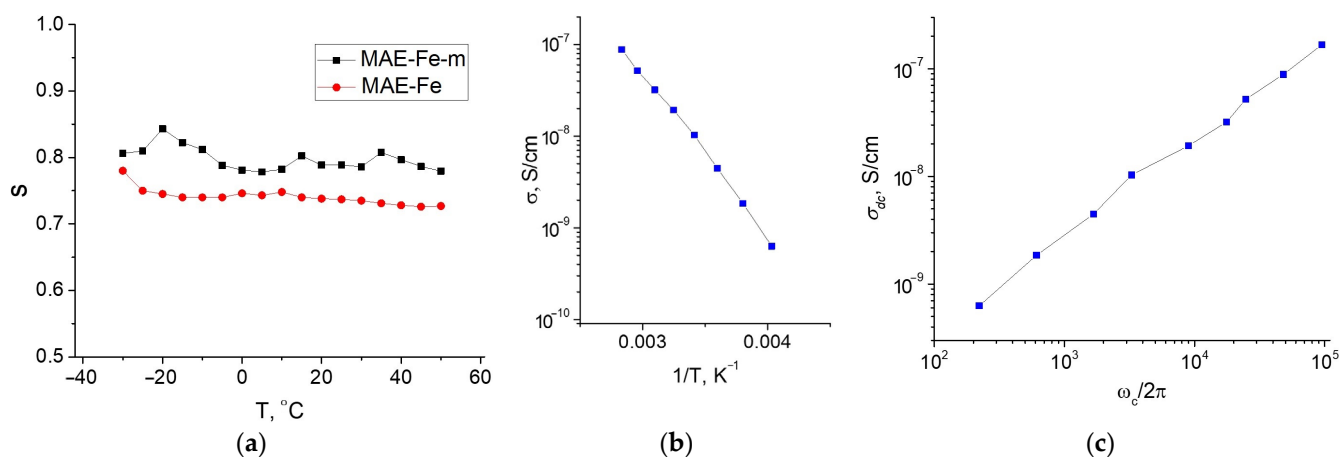 1.0
0.9
0.8
0.7
0.6
0.5
S
MAE-Fe-m
MAE-Fe
−40
−20
0
20
40
60
T, °C
(a)
10⁻⁷
10⁻⁸
10⁻⁹
10⁻¹⁰
σ, S/cm
0.003
0.004
1/T, K⁻¹
(b)
10⁻⁷
10⁻⁸
10⁻⁹
σdc, S/cm
10²
10³
10⁴
10⁵
ωc/2π
(c)